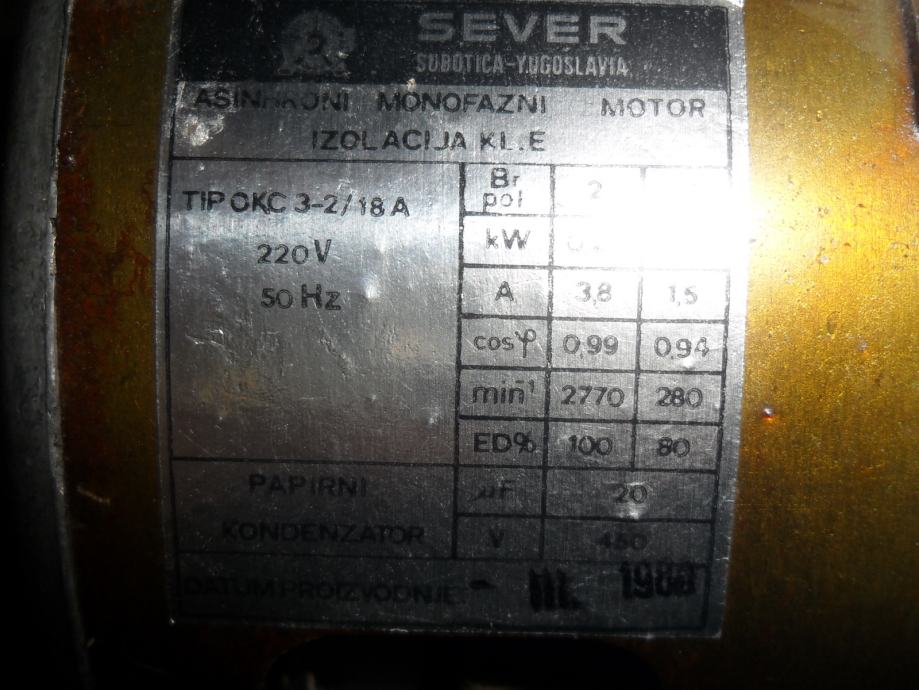 SEVER
SUBOTICA-YUGOSLAVIA
ASINHRONI MONOFAZNI MOTOR
IZOLACIJA KL.E
TIP OKC 3-2/18 A
220V
50 Hz
Br pol 2
kW
A 3,8 1,5
cosφ 0,99 0,94
min⁻¹ 2770 280
ED% 100 80
PAPIRNI µF 20
KONDENZATOR V 450
DATUM PROIZVODNJE III. 1980